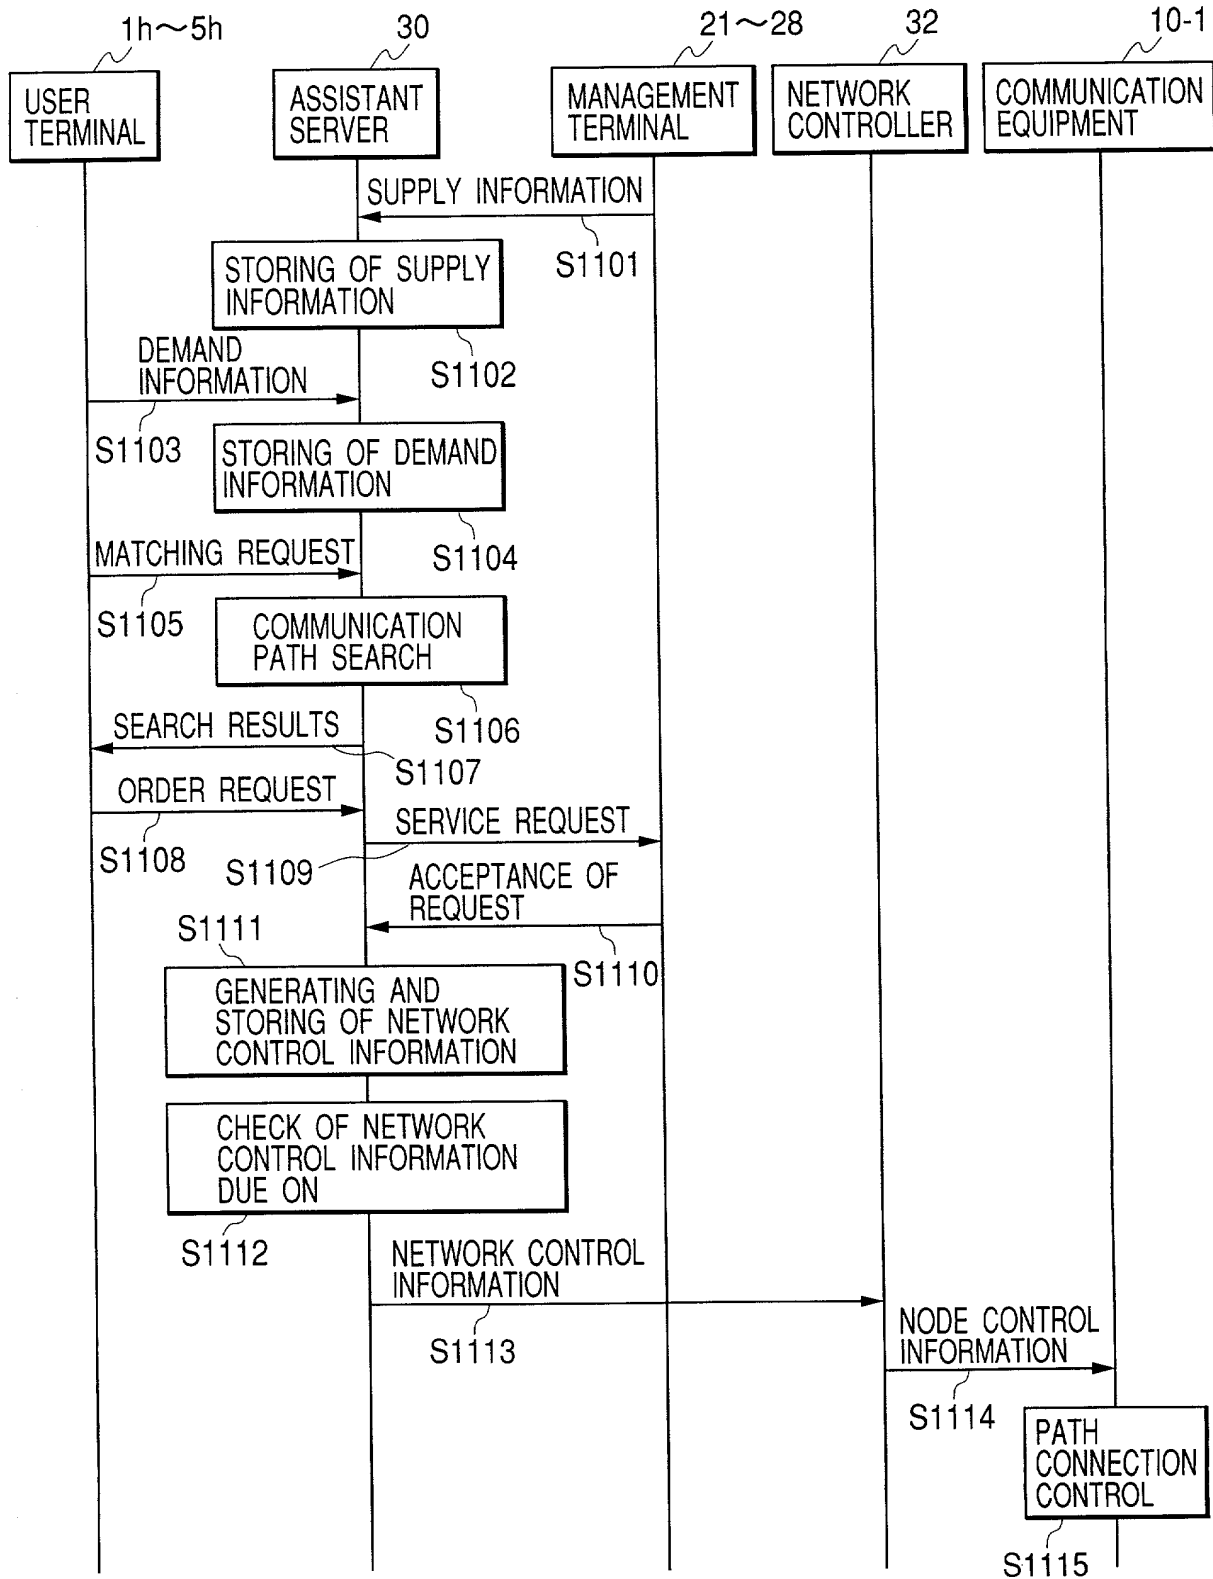 1h～5h
30
21～28
32
10-1
USER
TERMINAL
ASSISTANT
SERVER
MANAGEMENT
TERMINAL
NETWORK
CONTROLLER
COMMUNICATION
EQUIPMENT
SUPPLY INFORMATION
S1101
STORING OF SUPPLY
INFORMATION
S1102
DEMAND
INFORMATION
S1103
STORING OF DEMAND
INFORMATION
S1104
MATCHING REQUEST
S1105
COMMUNICATION
PATH SEARCH
S1106
SEARCH RESULTS
S1107
ORDER REQUEST
S1108
SERVICE REQUEST
S1109
ACCEPTANCE OF
REQUEST
S1110
S1111
GENERATING AND
STORING OF NETWORK
CONTROL INFORMATION
CHECK OF NETWORK
CONTROL INFORMATION
DUE ON
S1112
NETWORK CONTROL
INFORMATION
S1113
NODE CONTROL
INFORMATION
S1114
PATH
CONNECTION
CONTROL
S1115